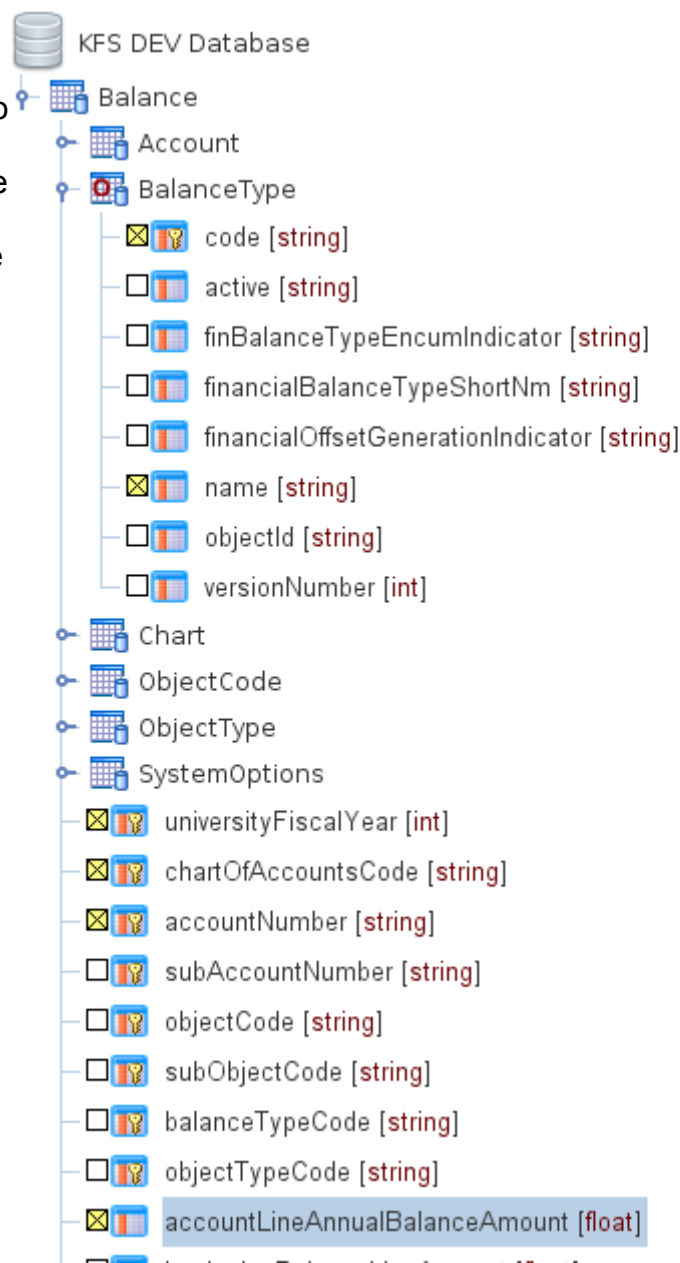 KFS DEV Database
Balance
Account
BalanceType
code [string]
active [string]
finBalanceTypeEncumIndicator [string]
financialBalanceTypeShortNm [string]
financialOffsetGenerationIndicator [string]
name [string]
objectId [string]
versionNumber [int]
Chart
ObjectCode
ObjectType
SystemOptions
universityFiscalYear [int]
chartOfAccountsCode [string]
accountNumber [string]
subAccountNumber [string]
objectCode [string]
subObjectCode [string]
balanceTypeCode [string]
objectTypeCode [string]
accountLineAnnualBalanceAmount [float]